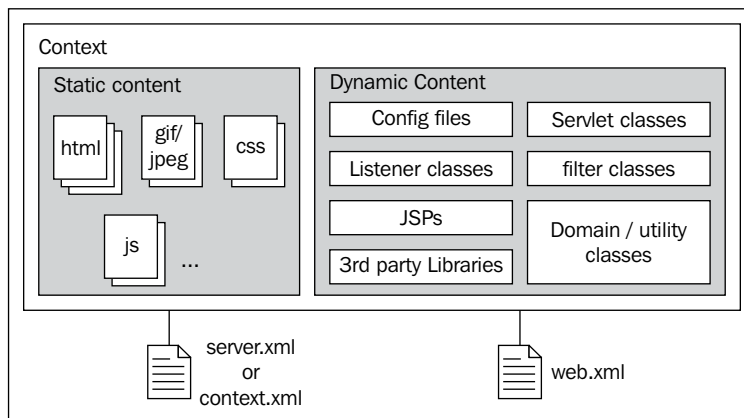 Context
Static content
html
gif/
jpeg
css
js
...
Dynamic Content
Config files
Servlet classes
Listener classes
filter classes
JSPs
Domain / utility
classes
3rd party Libraries
server.xml
or
context.xml
web.xml